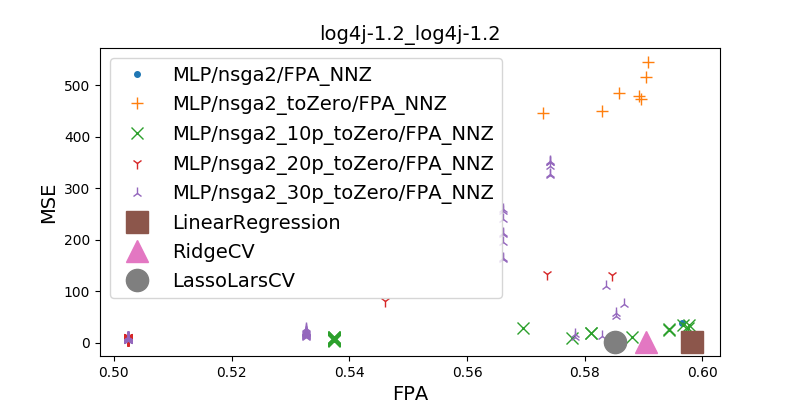 log4j-1.2_log4j-1.2
MSE
500
400
300
200
100
0
MLP/nsga2/FPA_NNZ
MLP/nsga2_toZero/FPA_NNZ
MLP/nsga2_10p_toZero/FPA_NNZ
MLP/nsga2_20p_toZero/FPA_NNZ
MLP/nsga2_30p_toZero/FPA_NNZ
LinearRegression
RidgeCV
LassoLarsCV
0.50 0.52 0.54 0.56 0.58 0.60
FPA